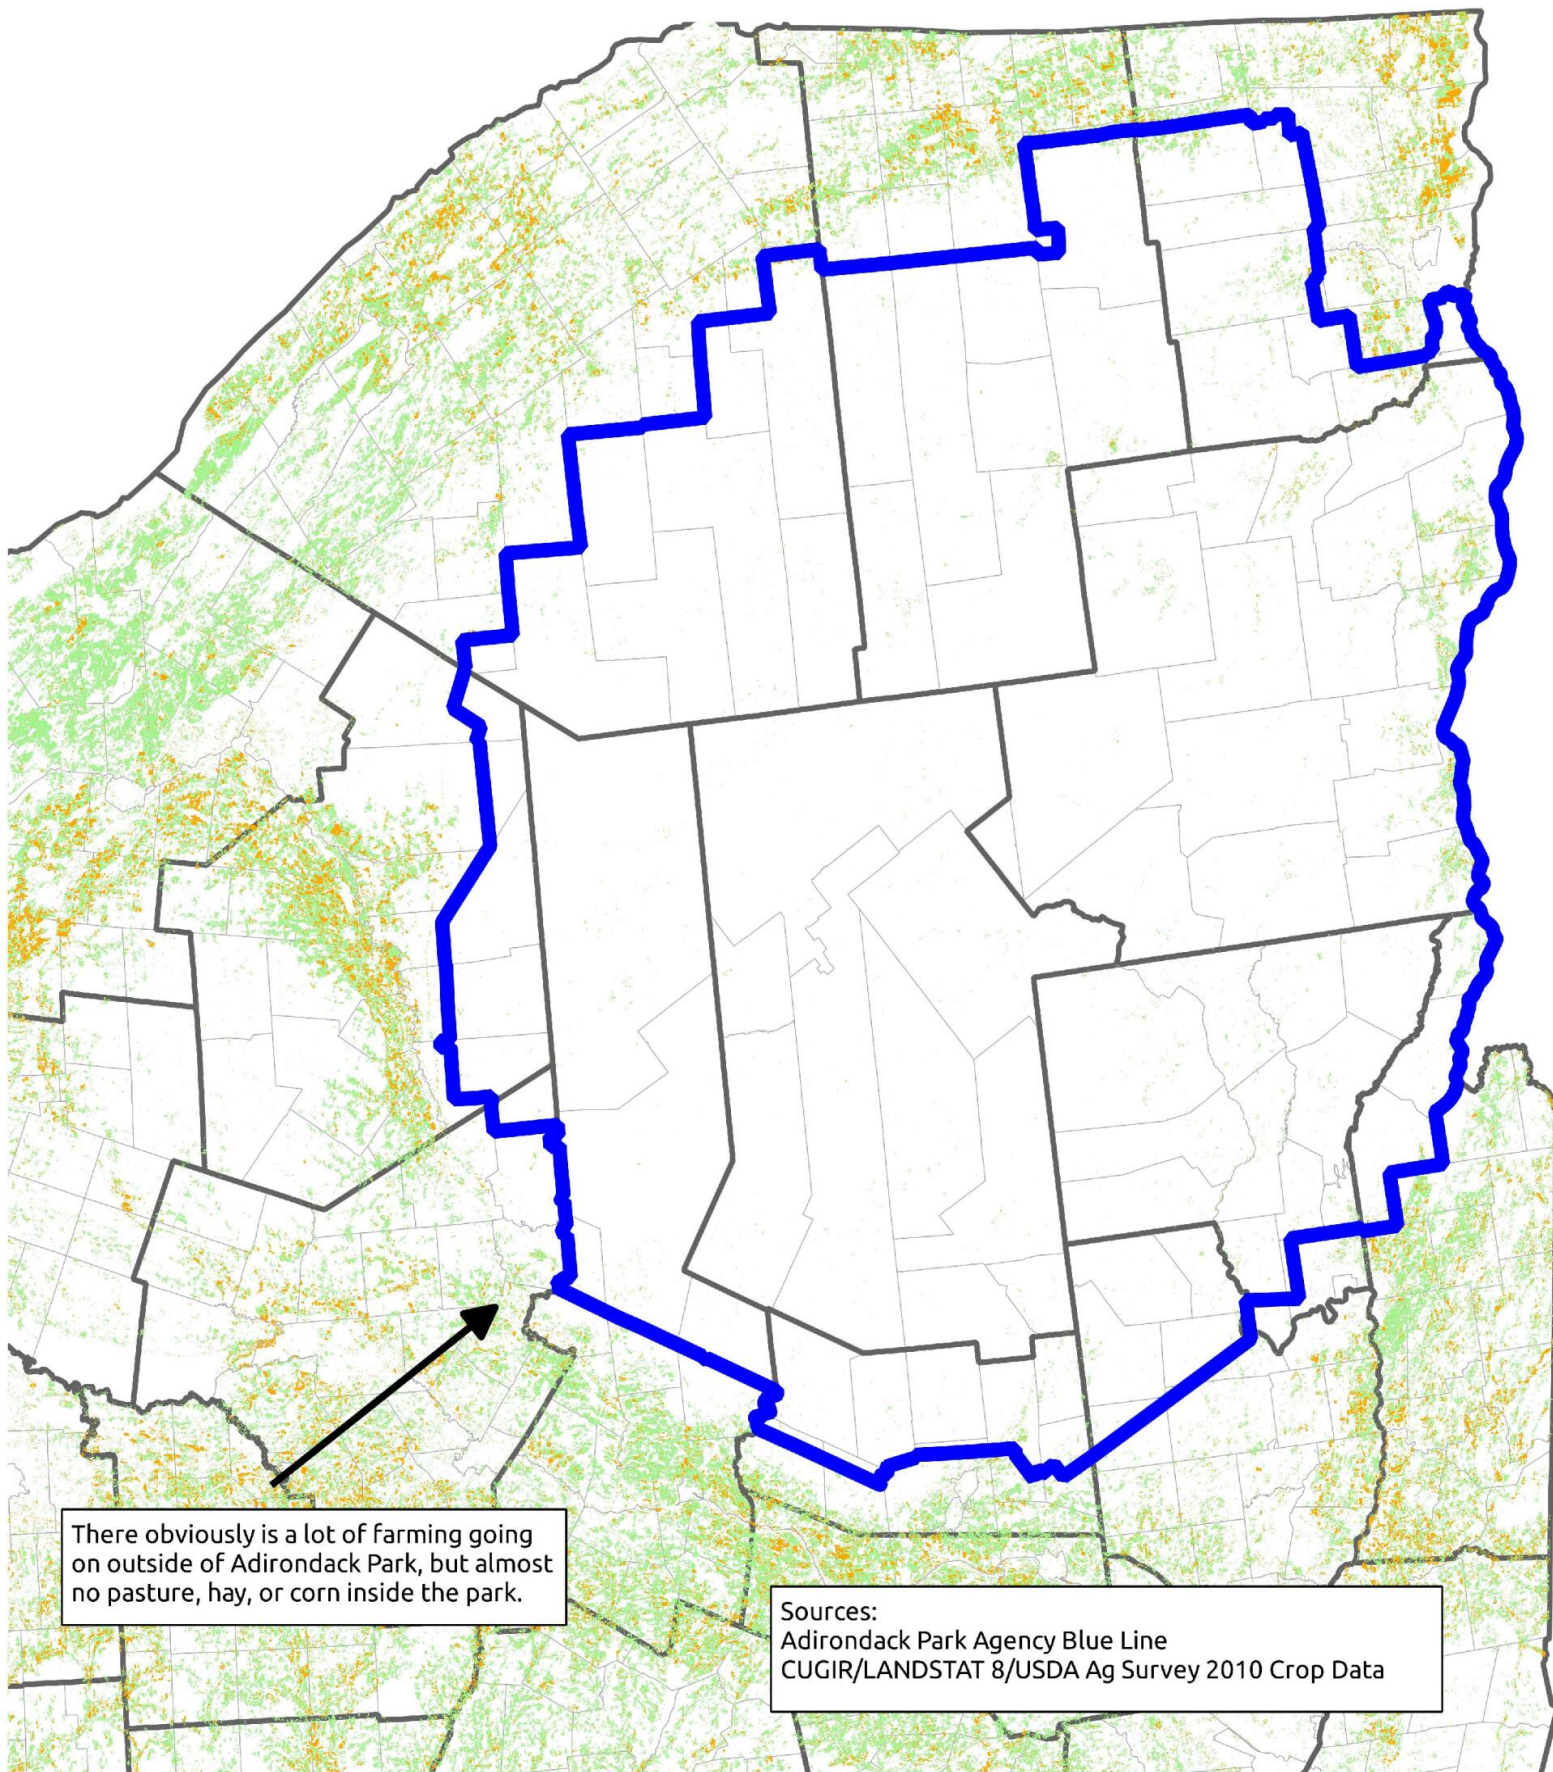 There obviously is a lot of farming going
on outside of Adirondack Park, but almost
no pasture, hay, or corn inside the park.
Sources:
Adirondack Park Agency Blue Line
CUGIR/LANDSTAT 8/USDA Ag Survey 2010 Crop Data